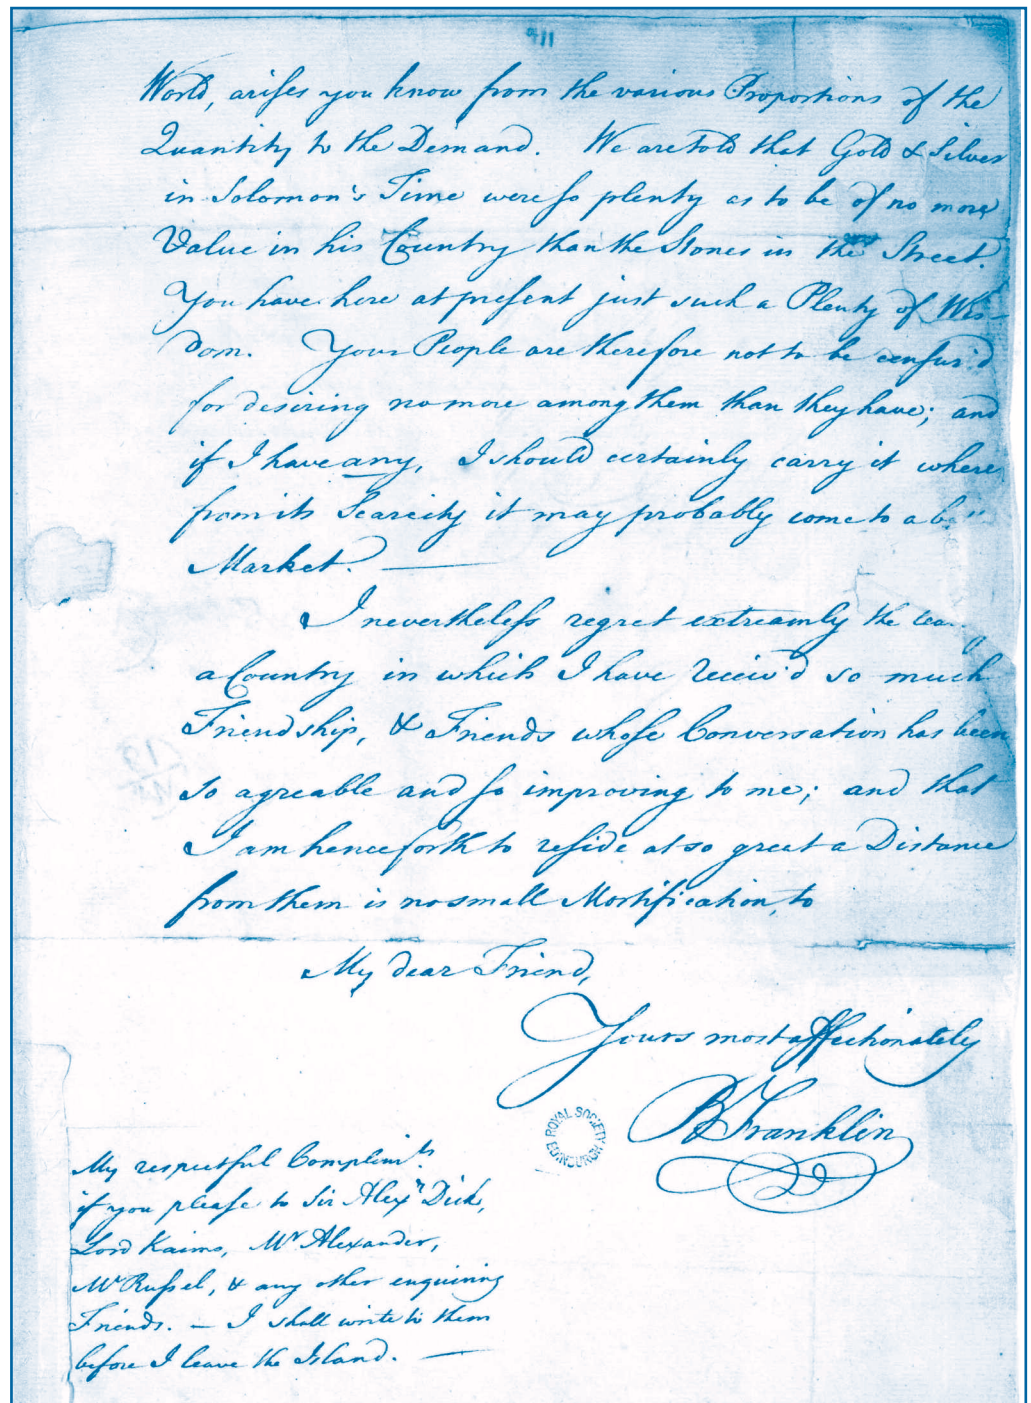 911
World, arises you know from the various Proportions of the
Quantity to the Demand. We are told that Gold & Silver
in Solomon's Time were so plenty as to be of no more
Value in his Country than the Stones in the Street.
You have here at present just such a Plenty of Wis-
dom. Your People are therefore not to be censur'd
for desiring no more among them than they have; and
if I have any, I should certainly carry it where
from its Scarcity it may probably come to a
Market.
I nevertheless regret extreamly the
a Country in which I have receiv'd so much
Friendship, & Friends whose Conversation has been
so agreable and so improving to me; and that
I am henceforth to reside at so great a Distance
from them is no small Mortification, to
My dear Friend,
Yours most affectionately
B Franklin
ROYAL SOCIETY
EDINBURGH
My respectful Complimts.
if you please to Sir Alexr. Dick,
Lord Kaims, Mr Alexander,
Mr Russel, & any other enquiring
Friends. — I shall write to them
before I leave the Island. —